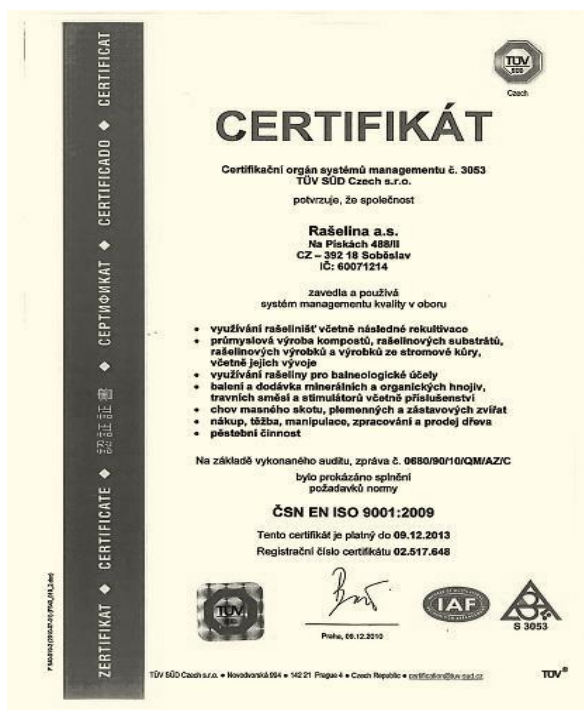 TÜV
SÜD
Czech
CERTIFIKÁT
Certifikační orgán systémů managementu č. 3053
TÜV SÜD Czech s.r.o.
potvrzuje, že společnost
Rašelina a.s.
Na Pískách 488/II
CZ – 392 18 Soběslav
IČ: 60071214
zavedla a používá
systém managementu kvality v oboru
• využívání rašelinišť včetně následné rekultivace
• průmyslová výroba kompostů, rašelinových substrátů,
rašelinových výrobků a výrobků ze stromové kůry,
včetně jejich vývoje
• využívání rašeliny pro balneologické účely
• balení a dodávka minerálních a organických hnojiv,
travních směsí a stimulátorů včetně příslušenství
• chov masného skotu, plemenných a zástavových zvířat
• nákup, těžba, manipulace, zpracování a prodej dřeva
• pěstební činnost
Na základě vykonaného auditu, zpráva č. 0680/90/10/QM/AZ/C
bylo prokázáno splnění
požadavků normy
ČSN EN ISO 9001:2009
Tento certifikát je platný do 09.12.2013
Registrační číslo certifikátu 02.517.648
TÜV
SÜD
Praha, 09.12.2010
IAF
S 3053
TÜV SÜD Czech s.r.o. • Novodvorská 994 • 142 21 Prague 4 • Czech Republic • certification@tuv-sud.cz
TÜV®
ZERTIFIKAT ◆ CERTIFICATE ◆ 認証証書 ◆ СЕРТИФИКАТ ◆ CERTIFICADO ◆ CERTIFICAT